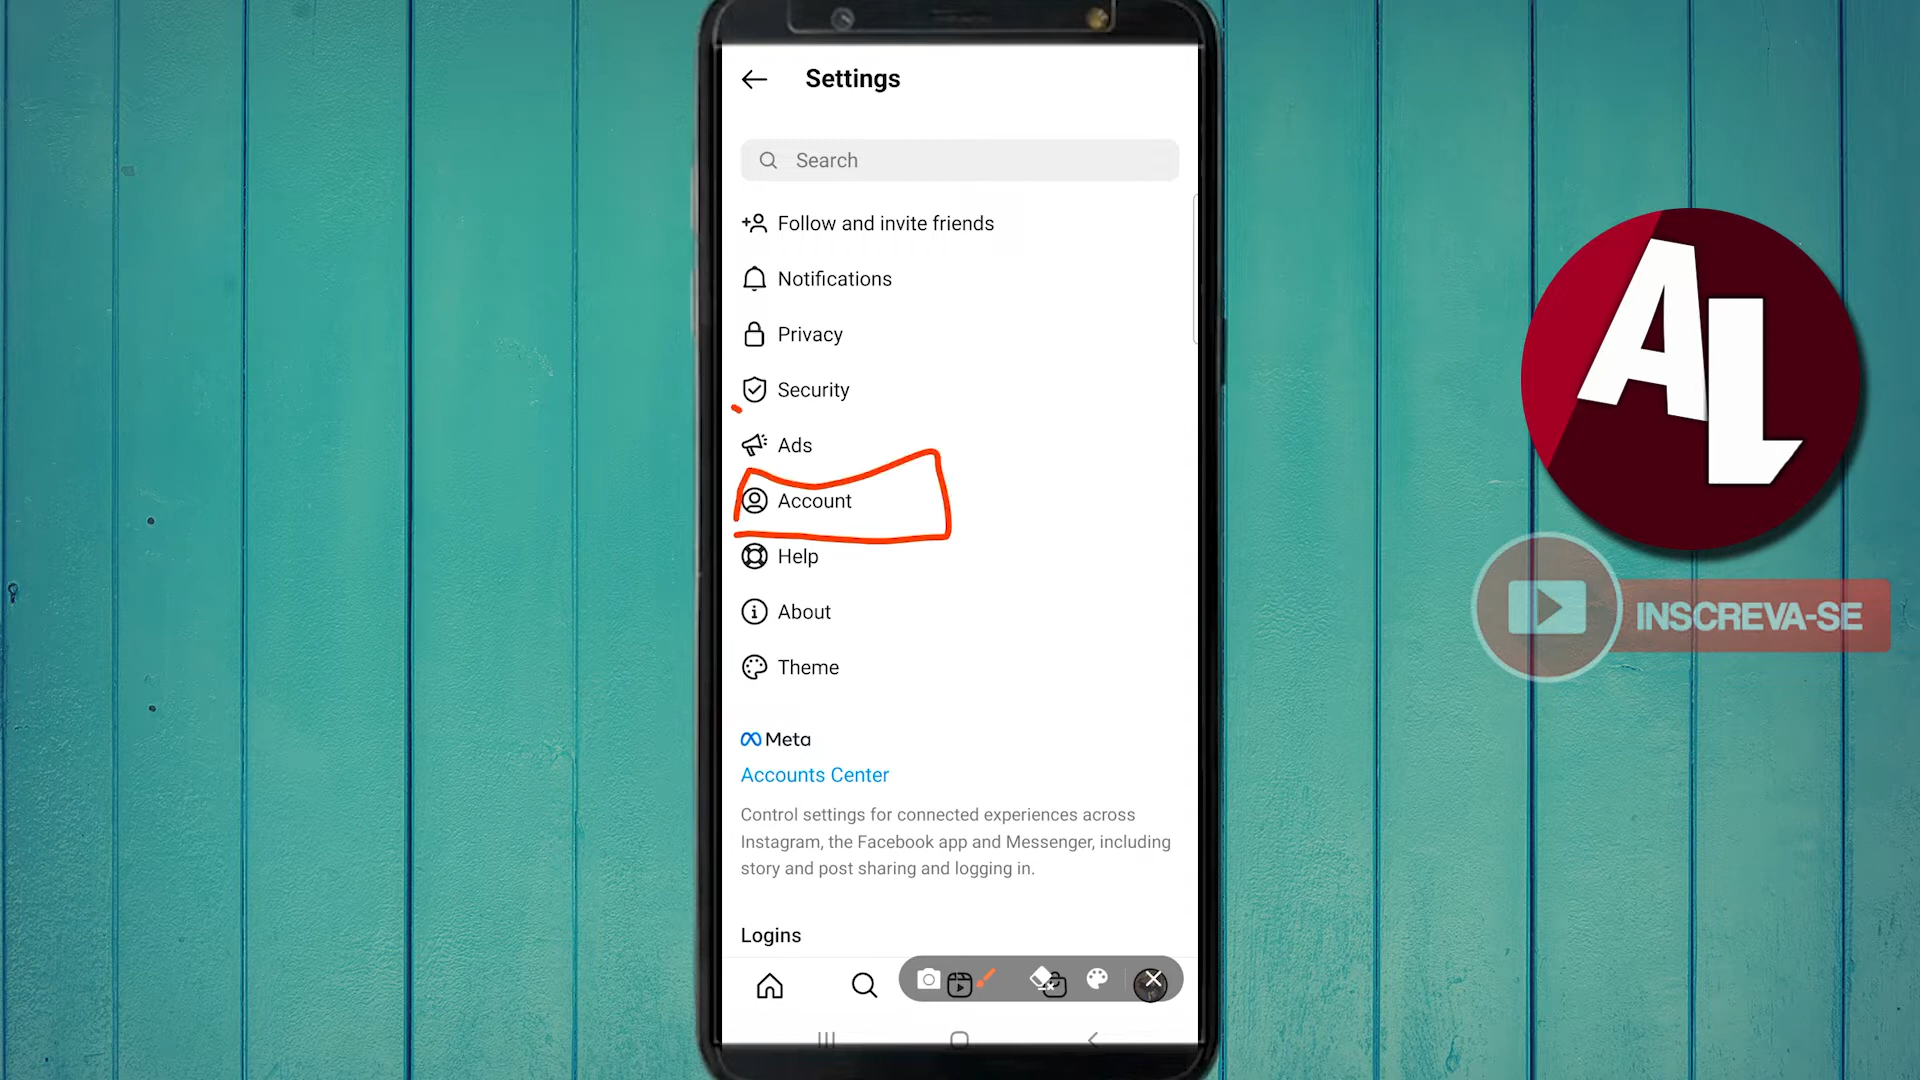 Settings
Search
Follow and invite friends
Notifications
Privacy
Security
Ads
Account
Help
About
Theme
Meta
Accounts Center
Control settings for connected experiences across
Instagram, the Facebook app and Messenger, including
story and post sharing and logging in.
Logins
AL
INSCREVA-SE